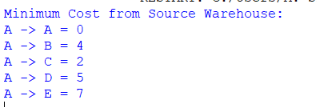 Minimum Cost from Source Warehouse:
A -> A = 0
A -> B = 4
A -> C = 2
A -> D = 5
A -> E = 7